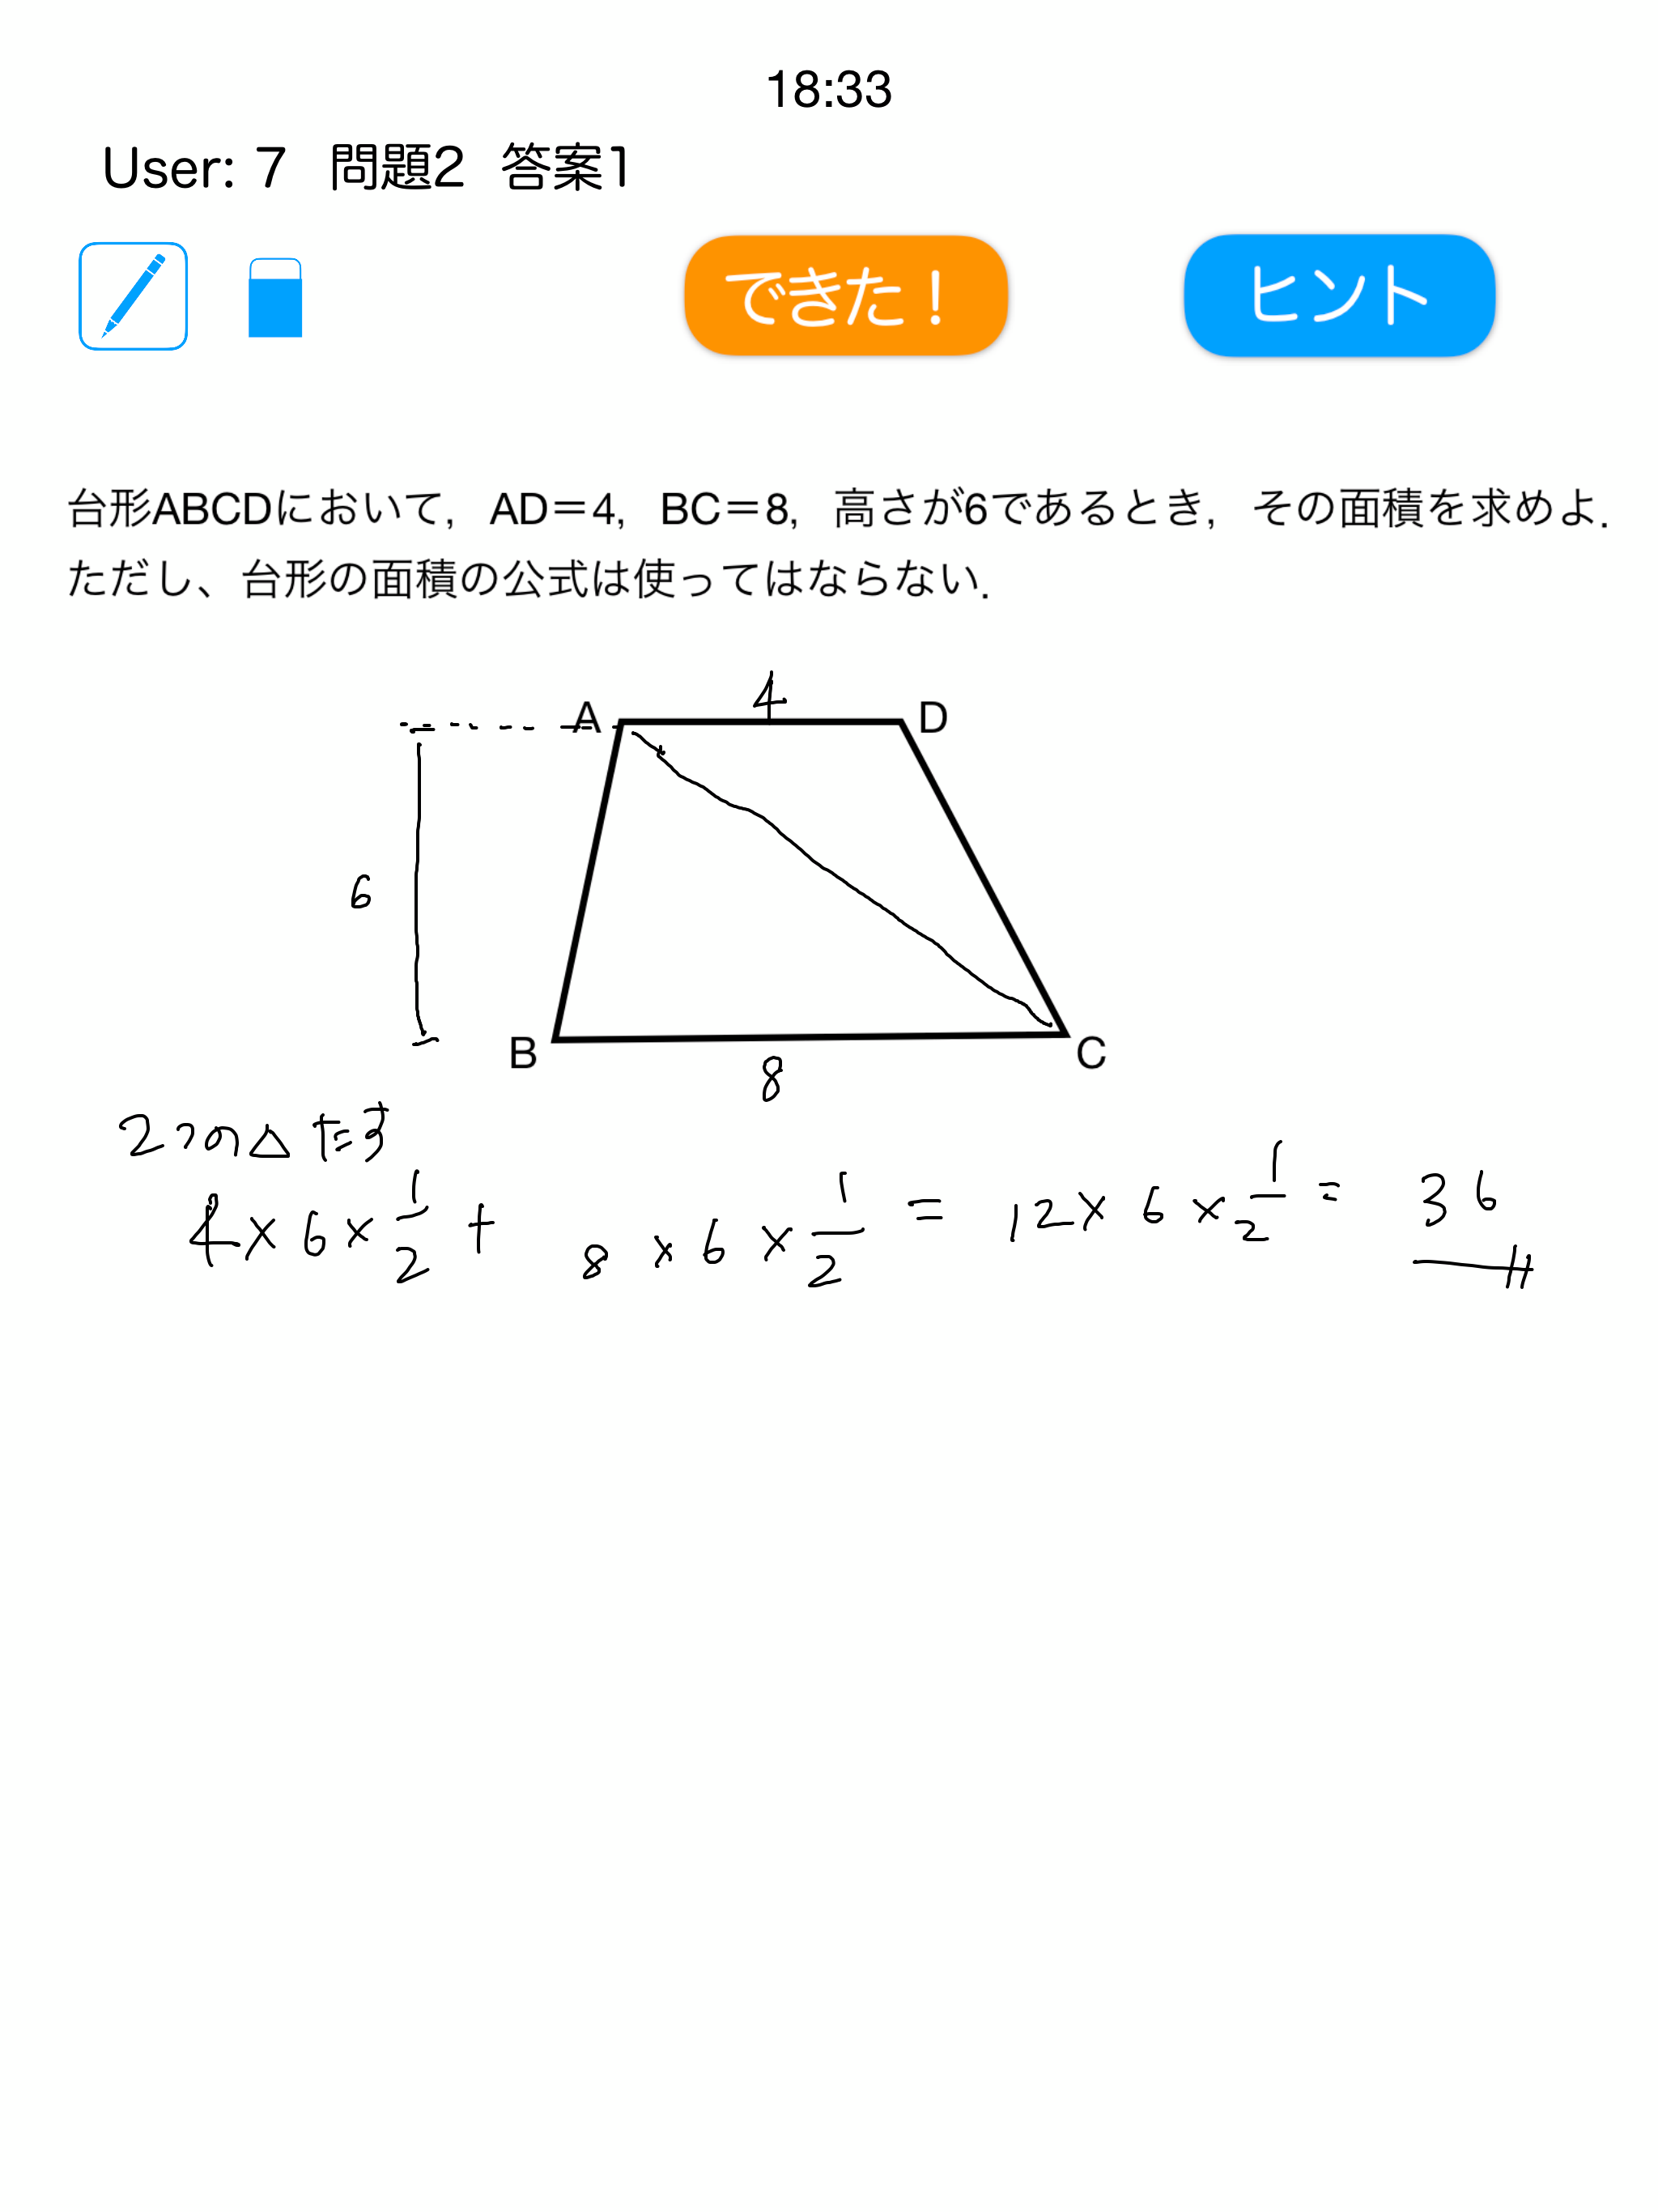 18:33
User: 7 問題2 答案1
できた！ ヒント
台形ABCDにおいて，AD＝4，BC＝8，高さが6であるとき，その面積を求めよ．
ただし、台形の面積の公式は使ってはならない．
4
A D
6
B C
8
2つの△たす
4×6×1/2+ 8×6×1/2 = 12×6×1/2= 36